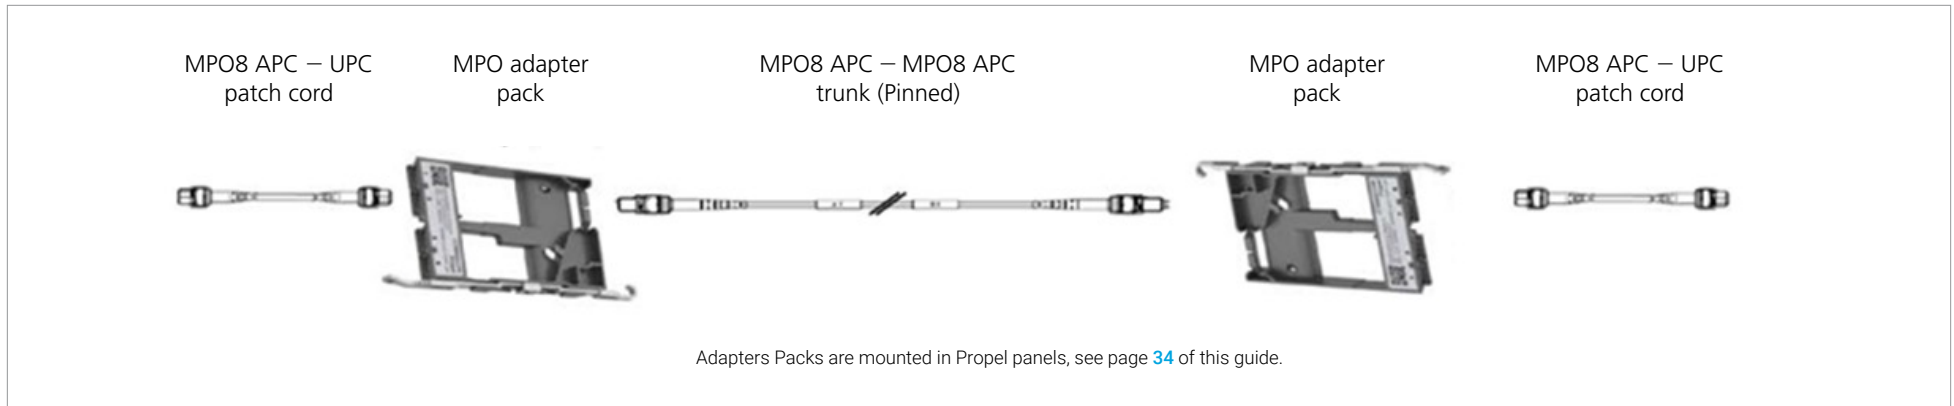 MPO8 APC — UPC
patch cord
MPO adapter
pack
MPO8 APC — MPO8 APC
trunk (Pinned)
MPO adapter
pack
MPO8 APC — UPC
patch cord
Adapters Packs are mounted in Propel panels, see page 34 of this guide.